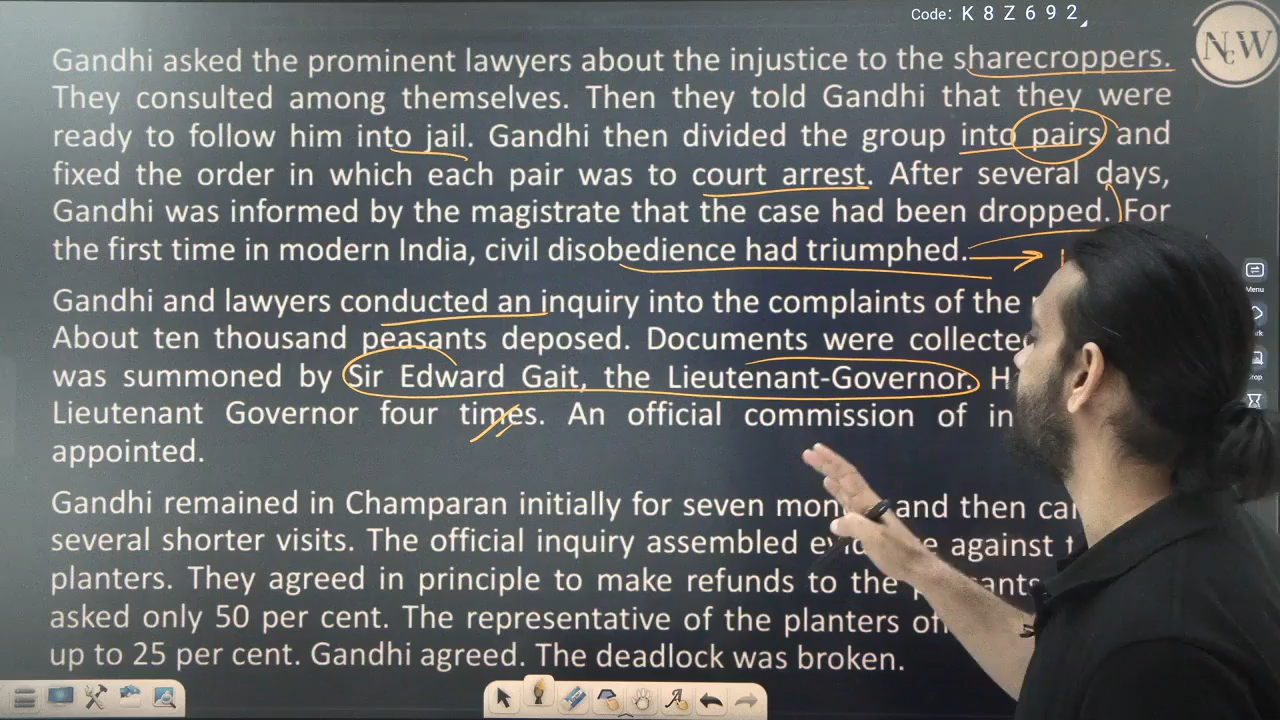 Code: K 8 Z 6 9 2
NcW
Gandhi asked the prominent lawyers about the injustice to the sharecroppers.
They consulted among themselves. Then they told Gandhi that they were
ready to follow him into jail. Gandhi then divided the group into pairs and
fixed the order in which each pair was to court arrest. After several days,
Gandhi was informed by the magistrate that the case had been dropped. For
the first time in modern India, civil disobedience had triumphed.
Gandhi and lawyers conducted an inquiry into the complaints of the
Menu
About ten thousand peasants deposed. Documents were collected
was summoned by Sir Edward Gait, the Lieutenant-Governor.
Lieutenant Governor four times. An official commission of
appointed.
Gandhi remained in Champaran initially for seven and then
several shorter visits. The official inquiry assembled against
planters. They agreed in principle to make refunds to the
asked only 50 per cent. The representative of the planters
up to 25 per cent. Gandhi agreed. The deadlock was broken.